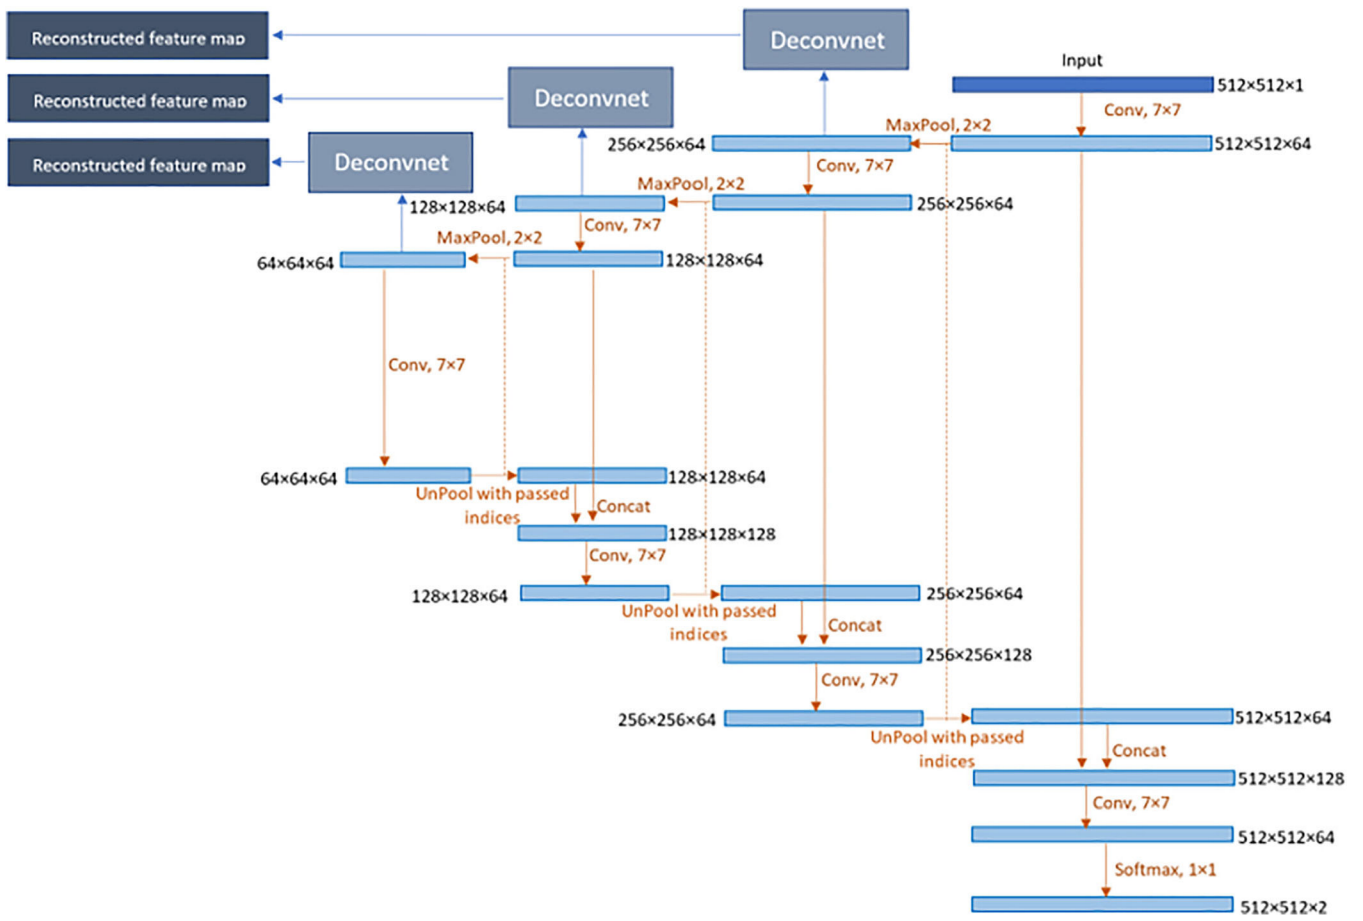 Reconstructed feature map
Deconvnet
Input
Reconstructed feature map
Deconvnet
512×512×1
Conv, 7×7
MaxPool, 2×2
Reconstructed feature map
Deconvnet
256×256×64
512×512×64
Conv, 7×7
MaxPool, 2×2
128×128×64
256×256×64
Conv, 7×7
MaxPool, 2×2
64×64×64
128×128×64
Conv, 7×7
64×64×64
128×128×64
UnPool with passed
indices
Concat
128×128×128
Conv, 7×7
128×128×64
256×256×64
UnPool with passed
indices
Concat
256×256×128
Conv, 7×7
256×256×64
512×512×64
UnPool with passed
indices
Concat
512×512×128
Conv, 7×7
512×512×64
Softmax, 1×1
512×512×2